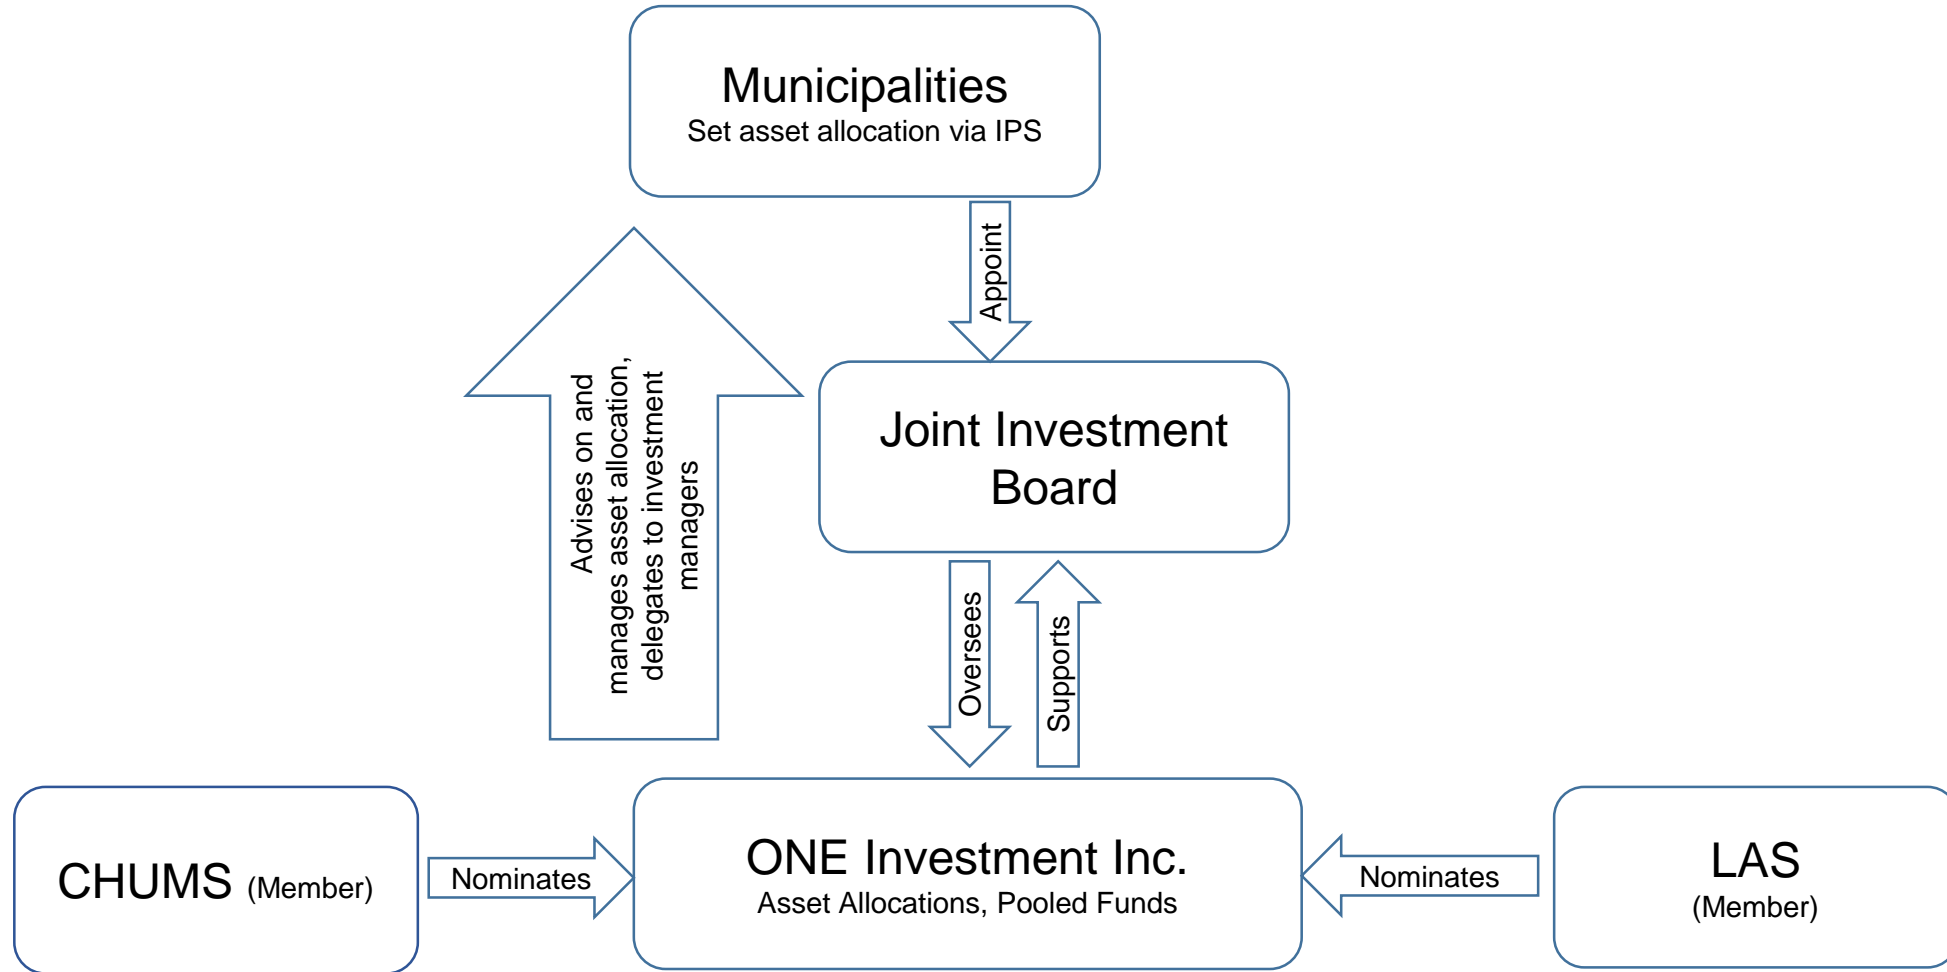 Municipalities
Set asset allocation via IPS
Appoint
Advises on and
manages asset allocation,
delegates to investment
managers
Joint Investment
Board
Oversees
Supports
CHUMS (Member)
Nominates
ONE Investment Inc.
Asset Allocations, Pooled Funds
Nominates
LAS
(Member)